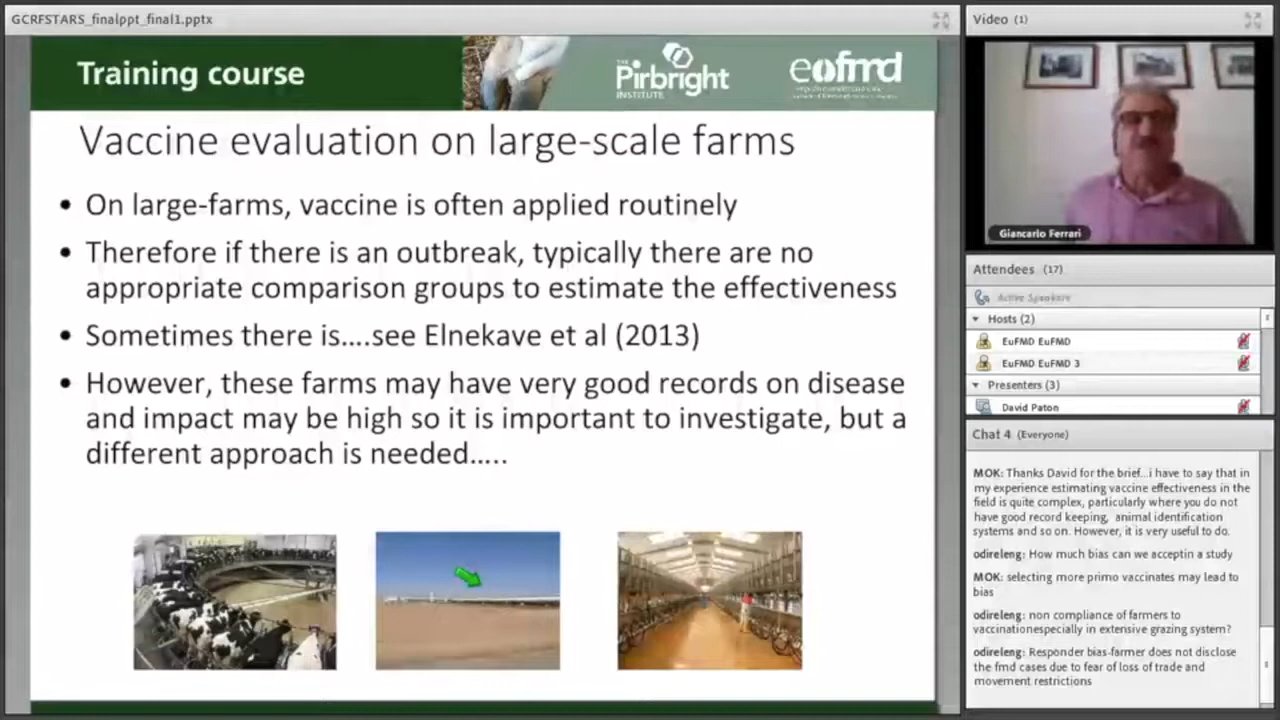 GCRFSTARS_finalppt_final1.pptx
Training course
THE
Pirbright
INSTITUTE
eofmd
Vaccine evaluation on large-scale farms
• On large-farms, vaccine is often applied routinely
• Therefore if there is an outbreak, typically there are no
appropriate comparison groups to estimate the effectiveness
• Sometimes there is....see Elnekave et al (2013)
• However, these farms may have very good records on disease
and impact may be high so it is important to investigate, but a
different approach is needed.....
Video (1)
Giancarlo Ferrari
Attendees (17)
Active Speakers
Hosts (2)
EuFMD EuFMD
EuFMD EuFMD 3
Presenters (3)
David Paton
Chat 4 (Everyone)
MOK: Thanks David for the brief...i have to say that in
my experience estimating vaccine effectiveness in the
field is quite complex, particularly where you do not
have good record keeping, animal identification
systems and so on. However, it is very useful to do.
odireleng: How much bias can we acceptin a study
MOK: selecting more primo vaccinates may lead to
bias
odireleng: non compliance of farmers to
vaccinationespecially in extensive grazing system?
odireleng: Responder bias-farmer does not disclose
the fmd cases due to fear of loss of trade and
movement restrictions